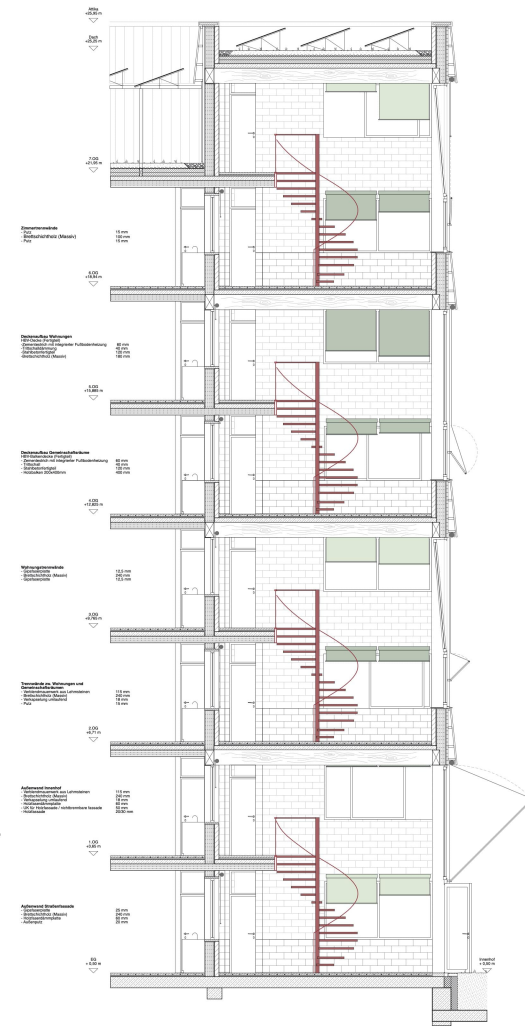 Attika
+25,95 m
Dach
+25,20 m
7.OG
+21,95 m
Zimmertrennwände
- Putz 15 mm
- Brettschichtholz (Massiv) 100 mm
- Putz 15 mm
6.OG
+18,94 m
Deckenaufbau Wohnungen
HBV-Decke (Fertigteil)
- Zementestrich mit integrierter Fußbodenheizung 60 mm
- Trittschalldämmung 40 mm
- Stahlbetonfertigteil 120 mm
- Brettschichtholz (Massiv) 180 mm
5.OG
+15,885 m
Deckenaufbau Gemeinschaftsräume
HBV-Balkendecke (Fertigteil)
- Zementestrich mit integrierter Fußbodenheizung 60 mm
- Trittschall 40 mm
- Stahlbetonfertigteil 120 mm
- Holzbalken 200x400mm 400 mm
4.OG
+12,825 m
Wohnungstrennwände
- Gipsfaserplatte 12,5 mm
- Brettschichtholz (Massiv) 240 mm
- Gipsfaserplatte 12,5 mm
3.OG
+9,765 m
Trennwände zw. Wohnungen und
Gemeinschaftsräumen
- Verblendmauerwerk aus Lehmsteinen 115 mm
- Brettschichtholz (Massiv) 240 mm
- Verkapselung umlaufend 18 mm
- Putz 15 mm
2.OG
+6,71 m
Außenwand Innenhof
- Verblendmauerwerk aus Lehmsteinen 115 mm
- Brettschichtholz (Massiv) 240 mm
- Verkapselung umlaufend 18 mm
- Holzfaserdämmplatte 60 mm
- UK für Holzfassade / nichtbrennbare fassade 50 mm
- Holzfassade 20/30 mm
1.OG
+3,65 m
Außenwand Straßenfassade
- Gipsfaserplatte 25 mm
- Brettschichtholz (Massiv) 240 mm
- Holzfaserdämmplatte 60 mm
- Außenputz 20 mm
EG
+ 0,50 m
Innenhof
+ 0,50 m